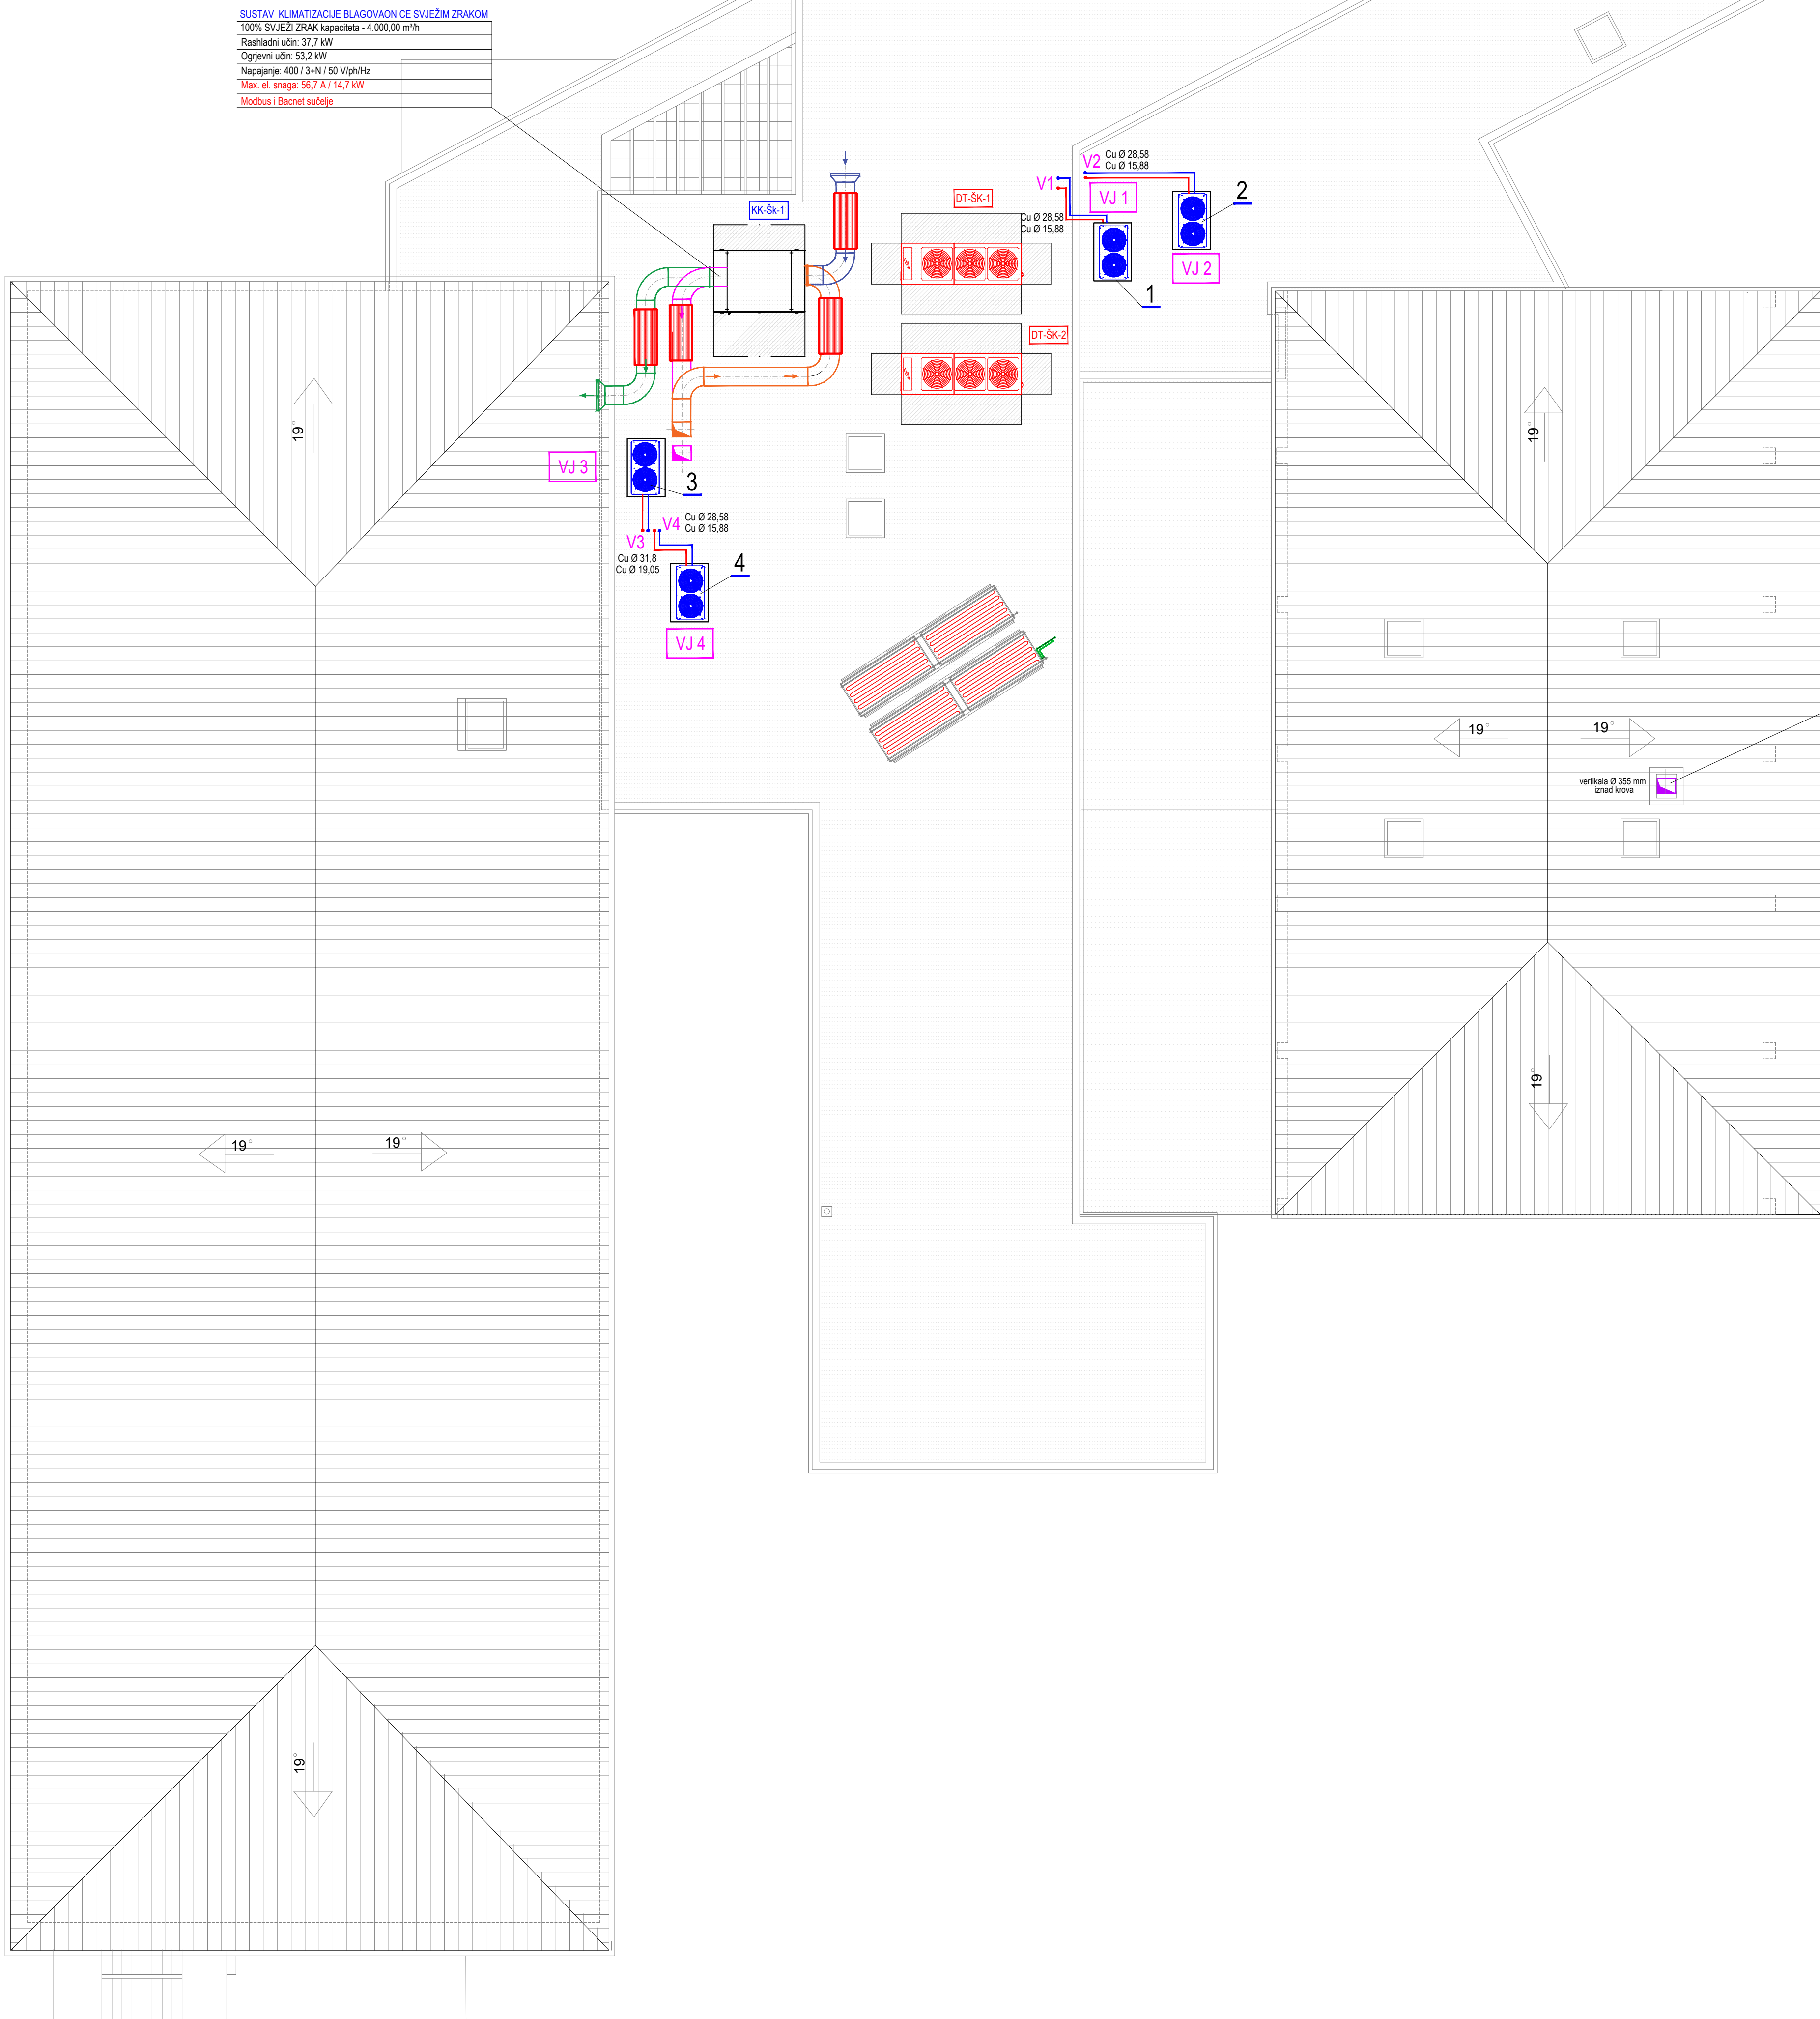 SUSTAV KLIMATIZACIJE BLAGOVAONICE SVJEŽIM ZRAKOM
100% SVJEŽI ZRAK kapaciteta - 4.000,00 m³/h
Rashladni učin: 37,7 kW
Ogrjevni učin: 53,2 kW
Napajanje: 400 / 3+N / 50 V/ph/Hz
Max. el. snaga: 56,7 A / 14,7 kW
Modbus i Bacnet sučelje
V2
Cu Ø 28,58
Cu Ø 15,88
V1
VJ 1
2
KK-Šk-1
DT-ŠK-1
Cu Ø 28,58
Cu Ø 15,88
VJ 2
1
DT-ŠK-2
19°
19°
VJ 3
3
V4
Cu Ø 28,58
Cu Ø 15,88
V3
Cu Ø 31,8
Cu Ø 19,05
4
VJ 4
19°
19°
vertikala Ø 355 mm
iznad krova
19°
19°
19°
19°